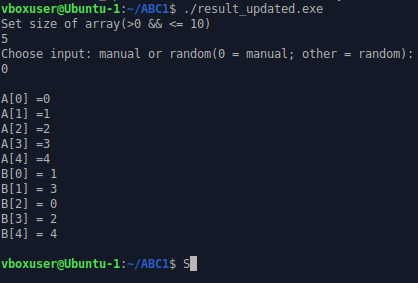 vboxuser@Ubuntu-1:~/ABC1$ ./result_updated.exe
Set size of array(>0 && <= 10)
5
Choose input: manual or random(0 = manual; other = random):
0
A[0] =0
A[1] =1
A[2] =2
A[3] =3
A[4] =4
B[0] = 1
B[1] = 3
B[2] = 0
B[3] = 2
B[4] = 4
vboxuser@Ubuntu-1:~/ABC1$ S